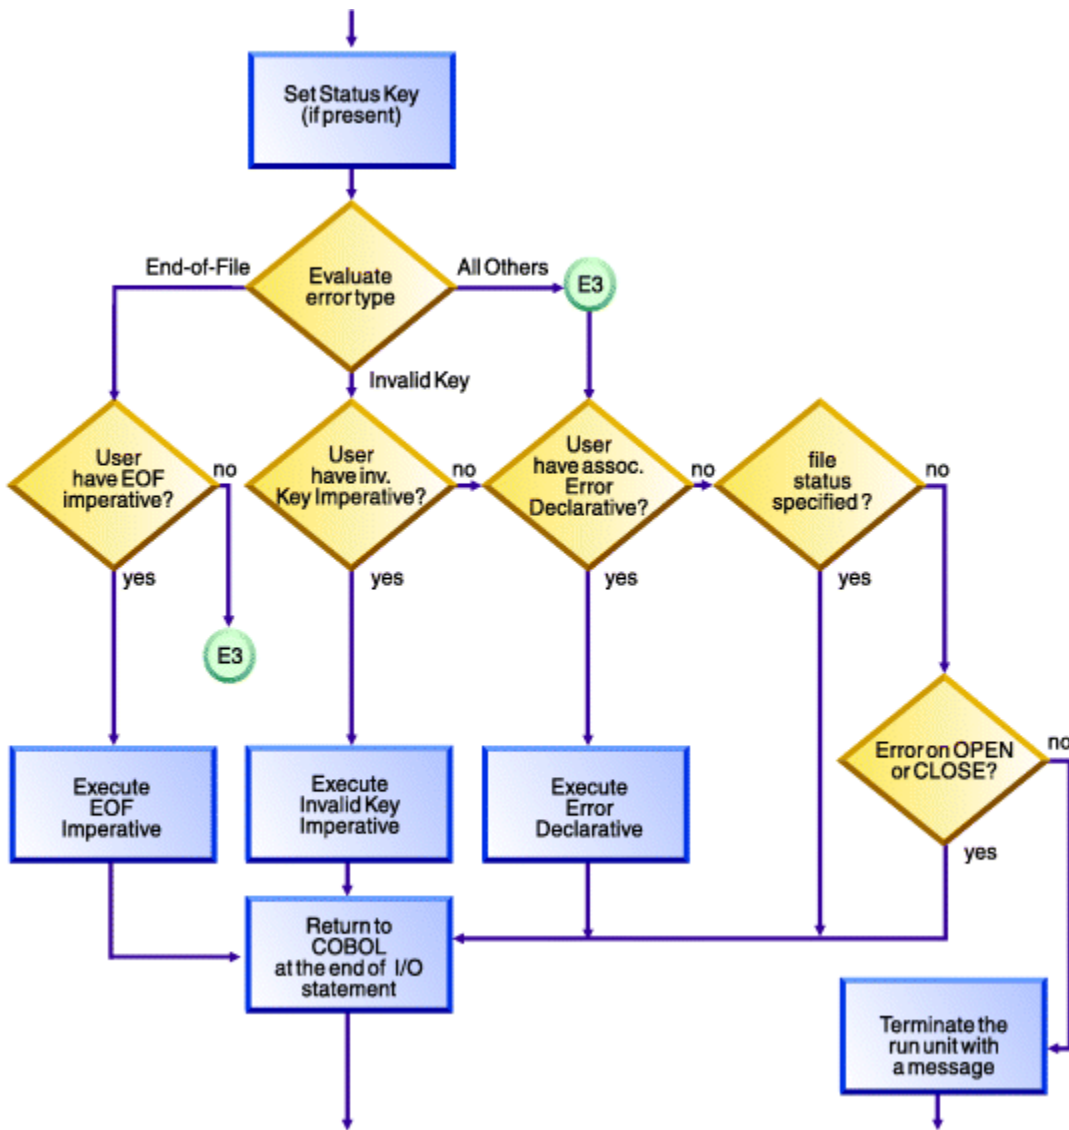 Set Status Key
(if present)
End-of-File
Evaluate
error type
All Others
E3
Invalid Key
User
have EOF
imperative?
no
User
have inv.
Key Imperative?
no
User
have assoc.
Error
Declarative?
no
file
status
specified ?
no
yes
yes
yes
yes
E3
Error on OPEN
or CLOSE?
no
yes
Execute
EOF
Imperative
Execute
Invalid Key
Imperative
Execute
Error
Declarative
Return to
COBOL
at the end of I/O
statement
Terminate the
run unit with
a message